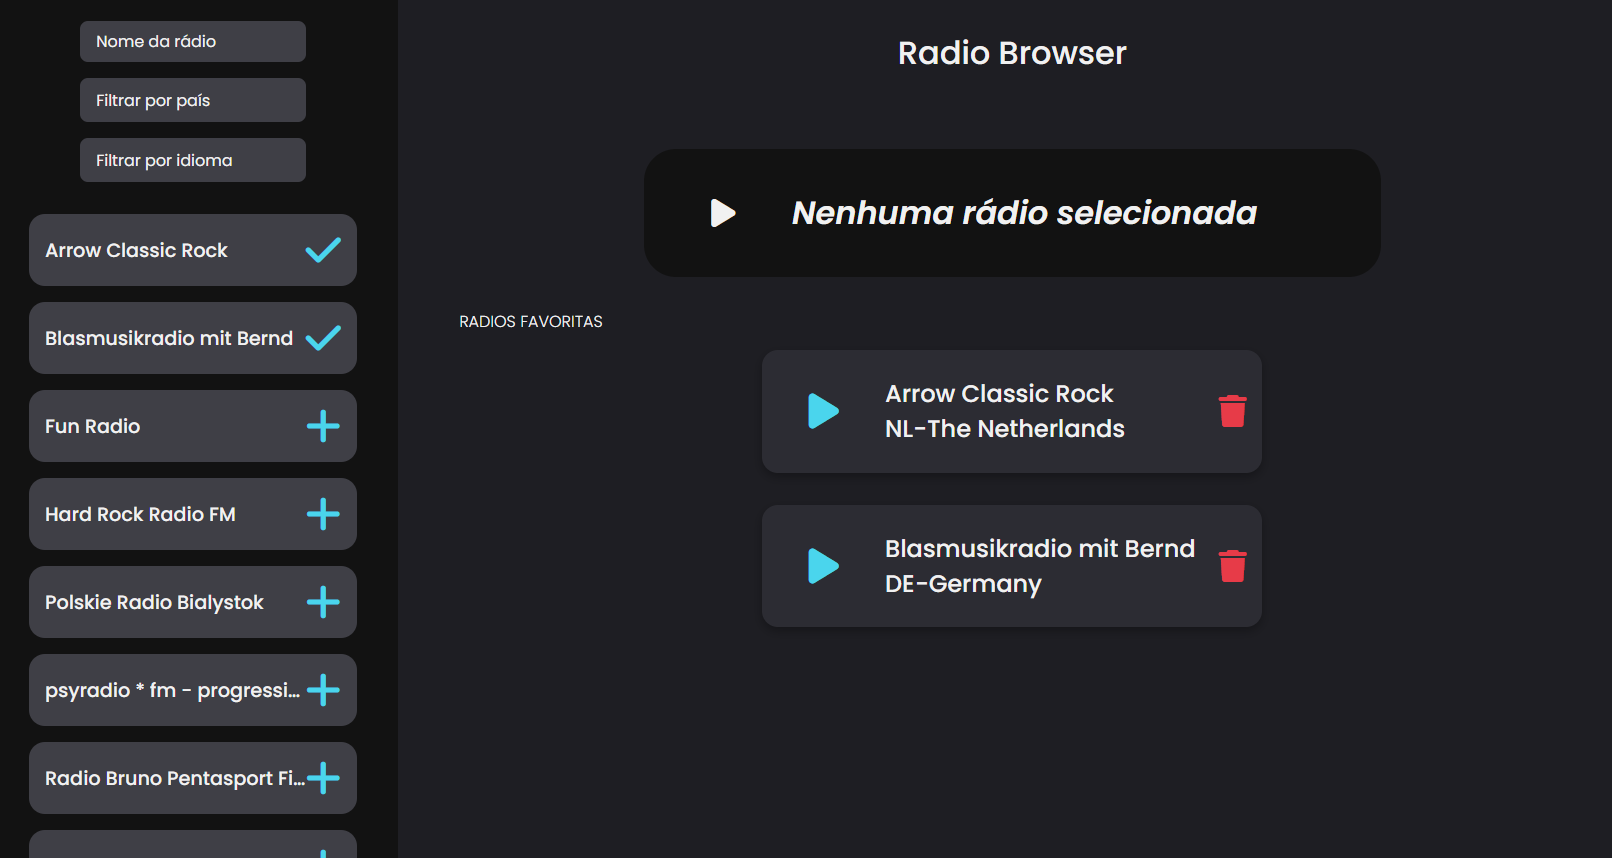 Nome da rádio
Filtrar por país
Filtrar por idioma
Arrow Classic Rock
Blasmusikradio mit Bernd
Fun Radio
Hard Rock Radio FM
Polskie Radio Bialystok
psyradio * fm - progressi...
Radio Bruno Pentasport Fi...
Radio Browser
Nenhuma rádio selecionada
RADIOS FAVORITAS
Arrow Classic Rock
NL-The Netherlands
Blasmusikradio mit Bernd
DE-Germany